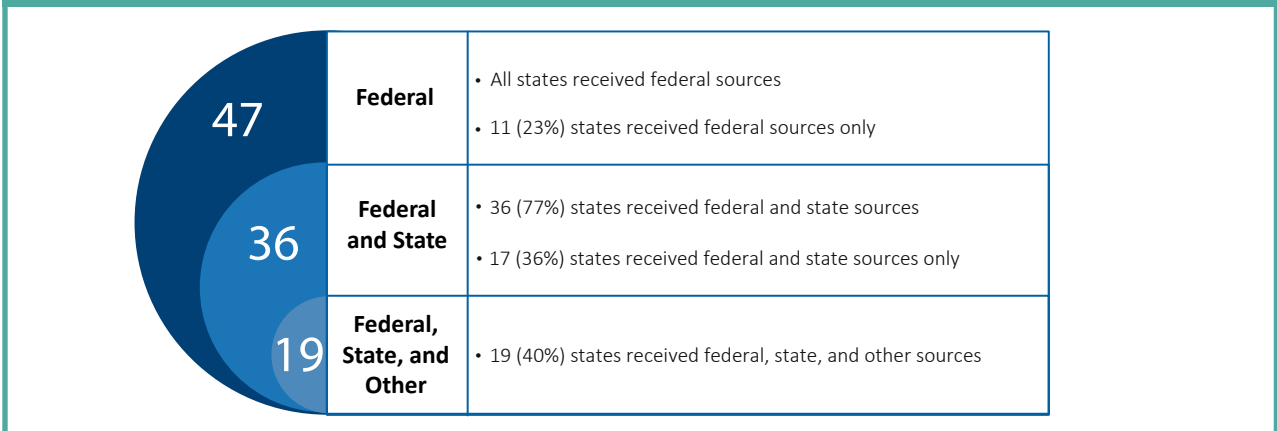 47
Federal
• All states received federal sources
• 11 (23%) states received federal sources only
36
Federal
and State
• 36 (77%) states received federal and state sources
• 17 (36%) states received federal and state sources only
19
Federal,
State, and
Other
• 19 (40%) states received federal, state, and other sources